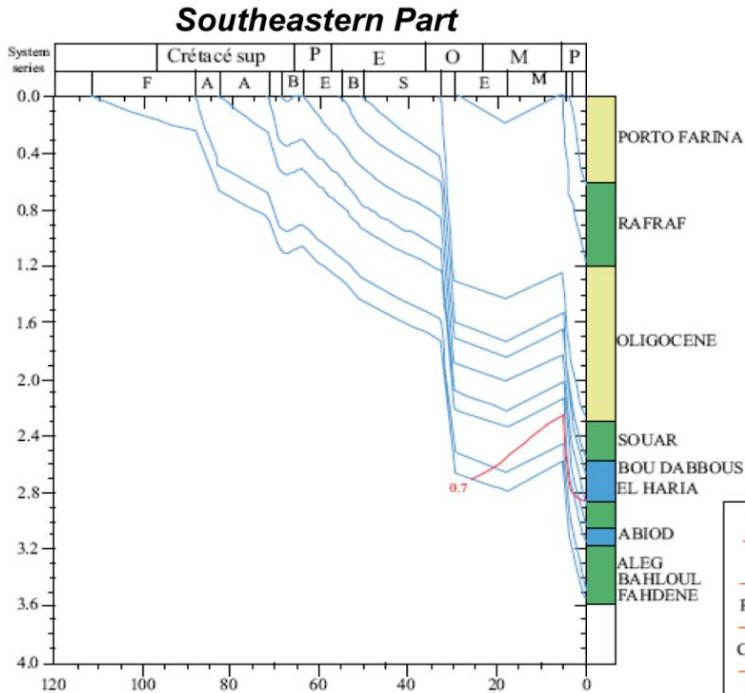 Southeastern Part
System
series
Crétacé sup P E O M P
F A A B E B S E M
0.0
0.4
0.8
1.2
1.6
2.0
2.4
2.8
3.2
3.6
4.0
0.7
PORTO FARINA
RAFRAF
OLIGOCENE
SOUAR
BOU DABBOUS
EL HARIA
ABIOD
ALEG
BAHLOUL
FAHDENE
120 100 80 60 40 20 0